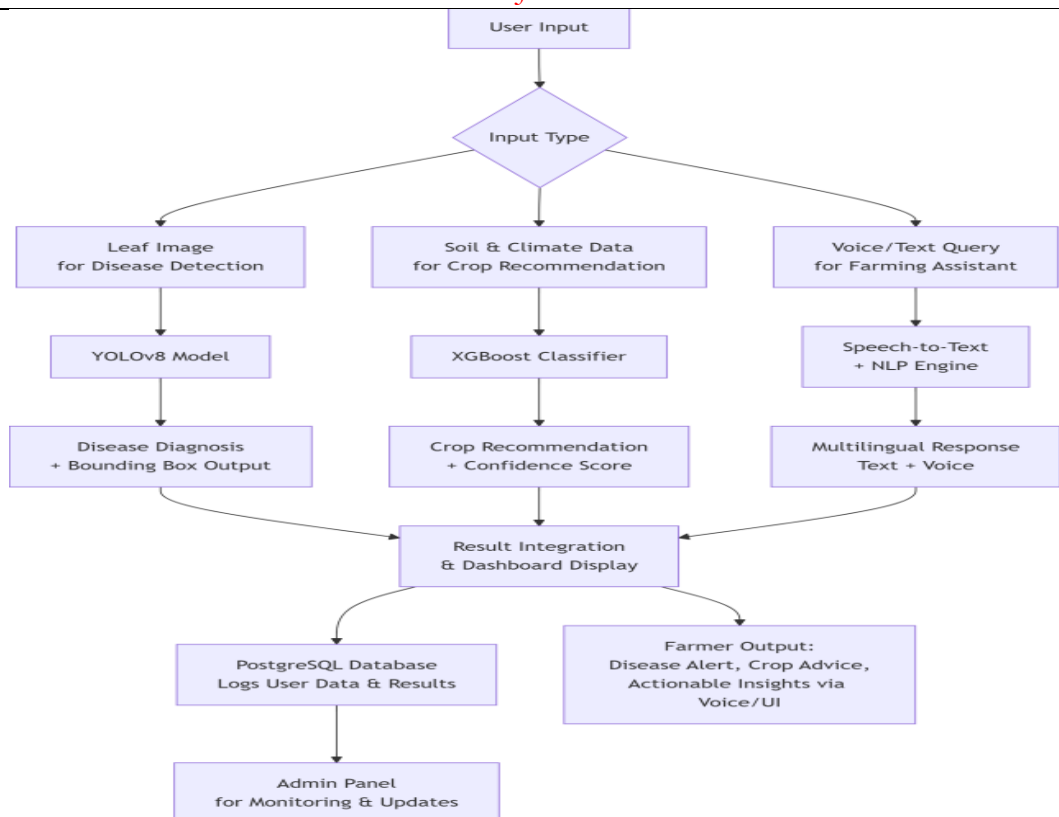 User Input
Input Type
Leaf Image
for Disease Detection
Soil & Climate Data
for Crop Recommendation
Voice/Text Query
for Farming Assistant
YOLOv8 Model
XGBoost Classifier
Speech-to-Text
+ NLP Engine
Disease Diagnosis
+ Bounding Box Output
Crop Recommendation
+ Confidence Score
Multilingual Response
Text + Voice
Result Integration
& Dashboard Display
PostgreSQL Database
Logs User Data & Results
Farmer Output:
Disease Alert, Crop Advice,
Actionable Insights via
Voice/UI
Admin Panel
for Monitoring & Updates